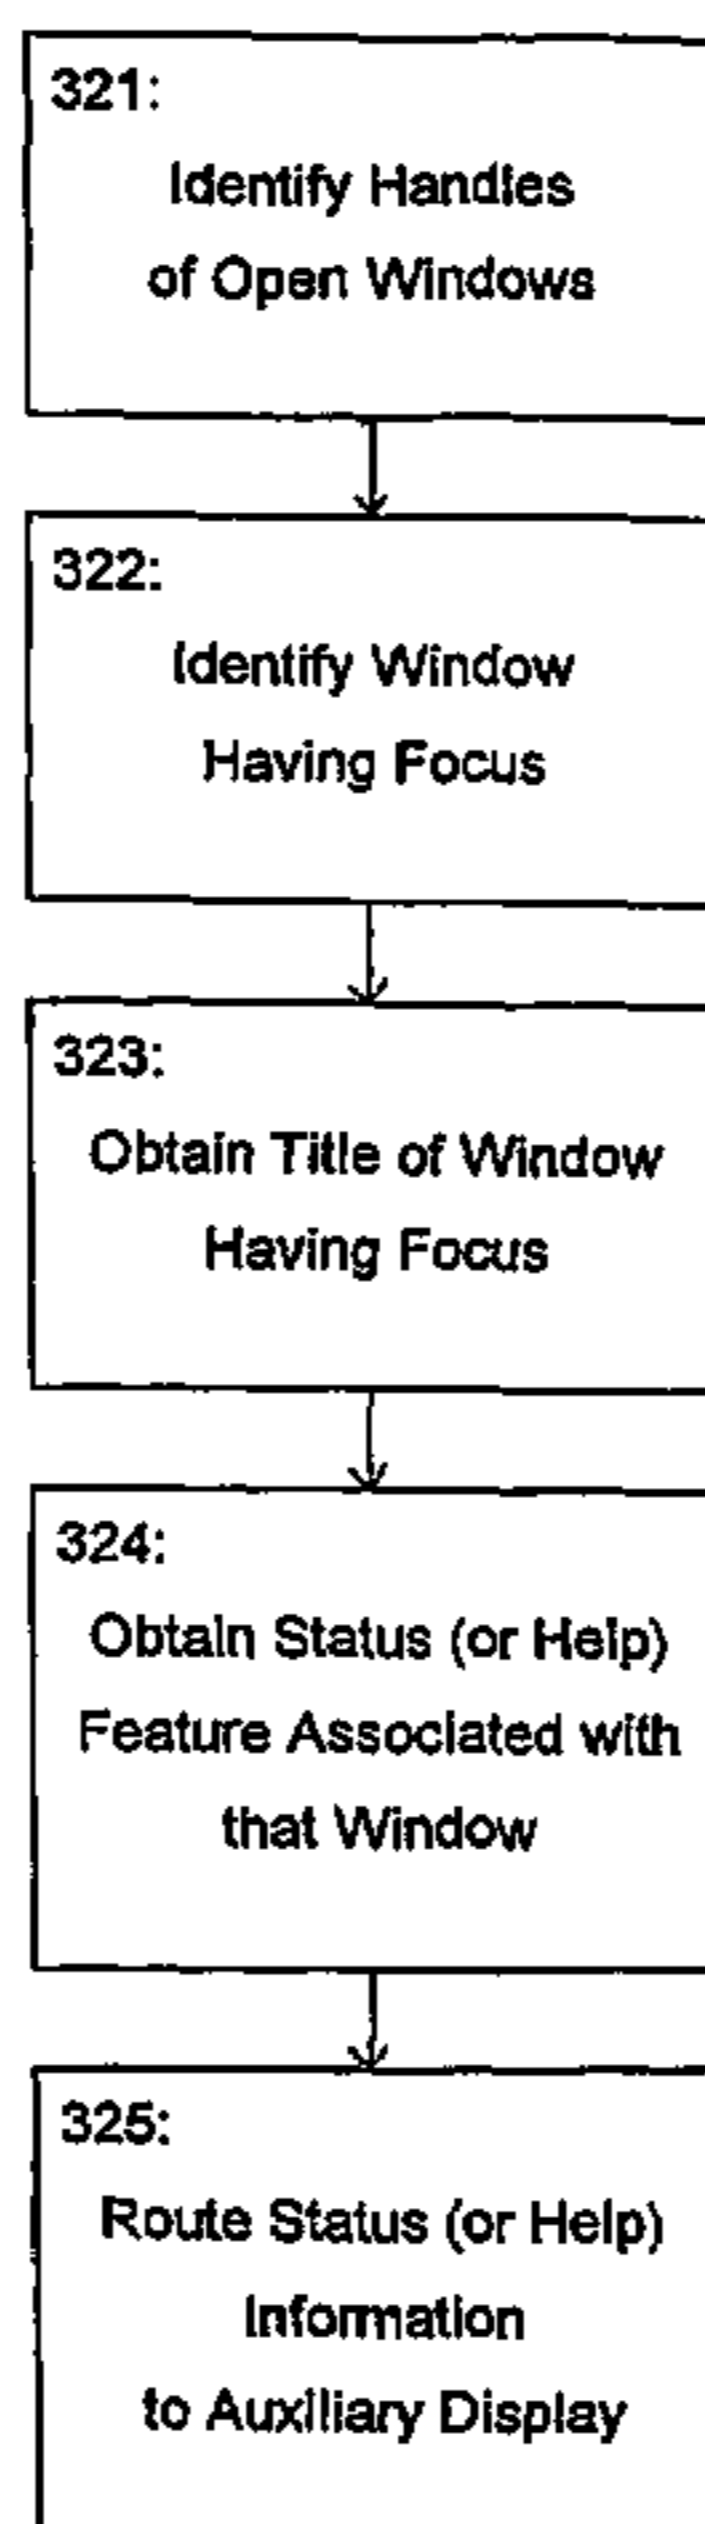 321:
Identify Handles
of Open Windows
322:
Identify Window
Having Focus
323:
Obtain Title of Window
Having Focus
324:
Obtain Status (or Help)
Feature Associated with
that Window
325:
Route Status (or Help)
Information
to Auxiliary Display